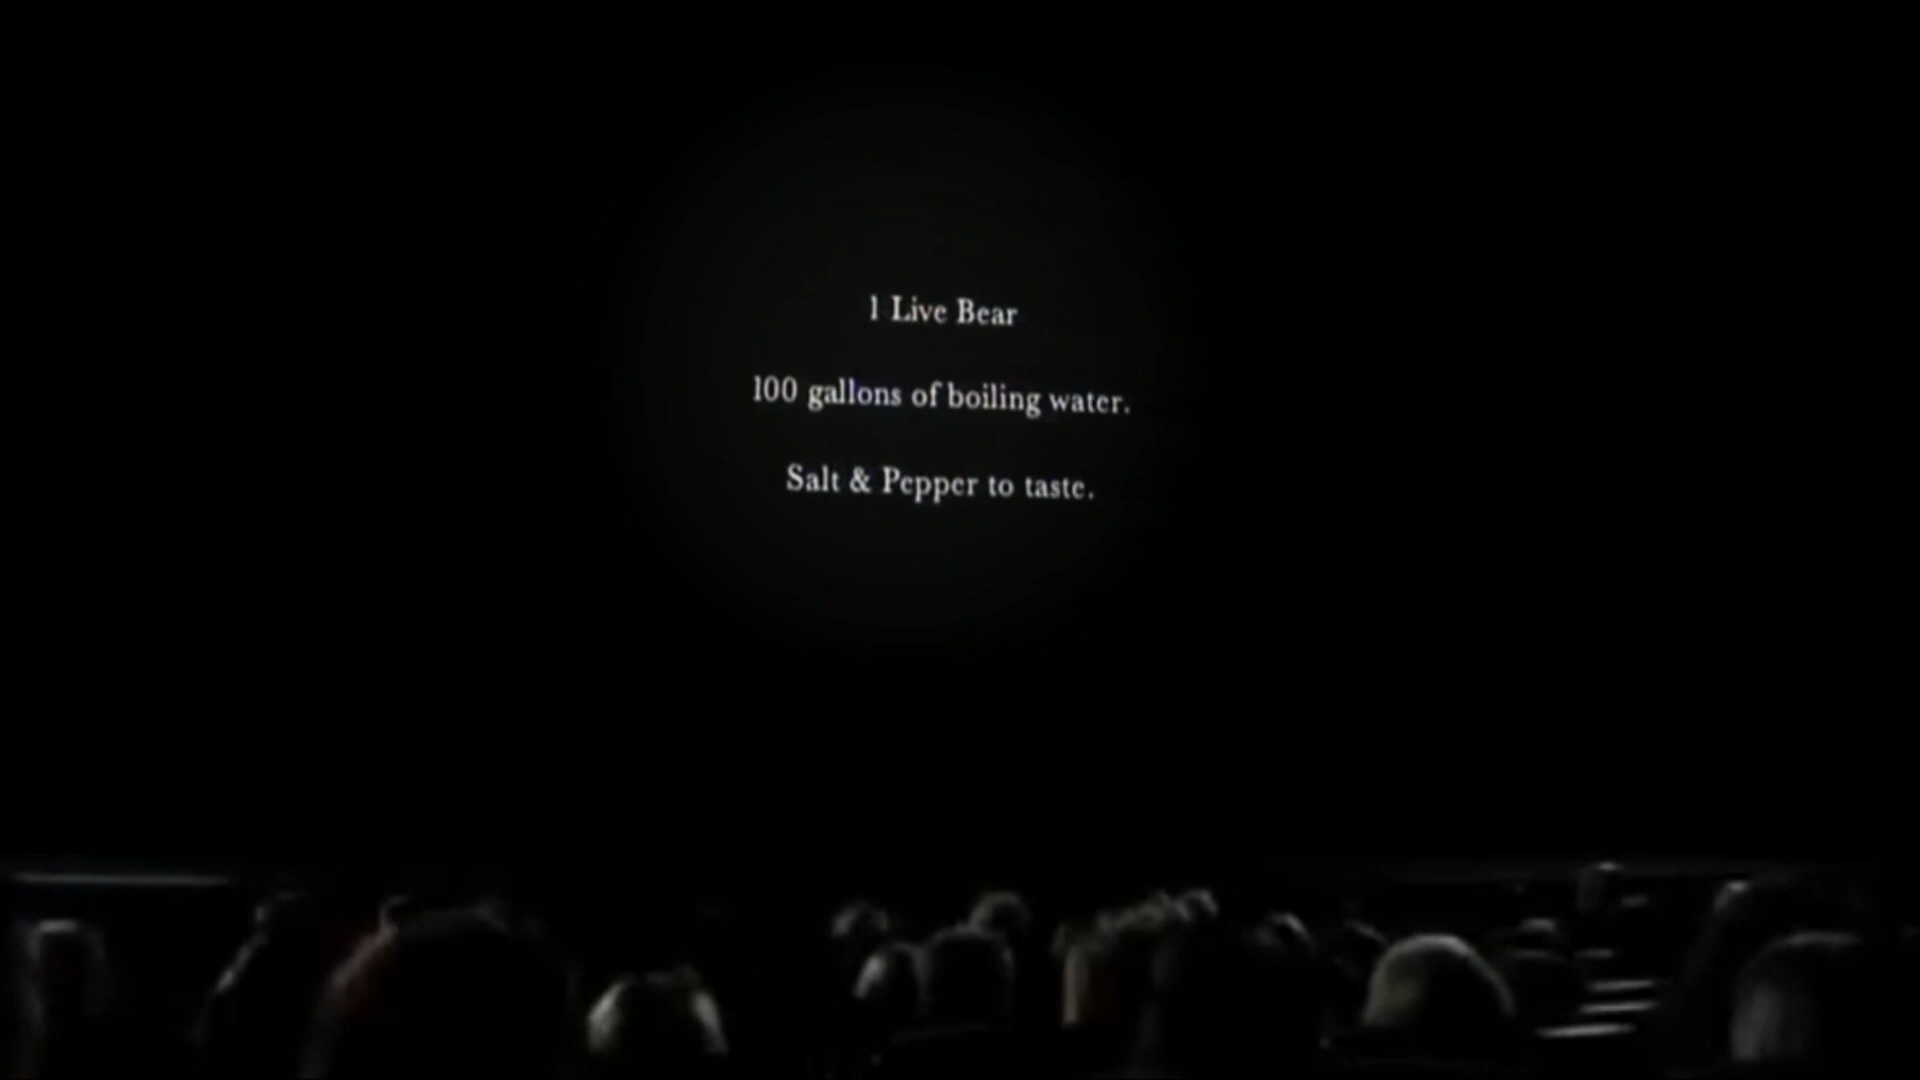 1 Live Bear
100 gallons of boiling water.
Salt & Pepper to taste.